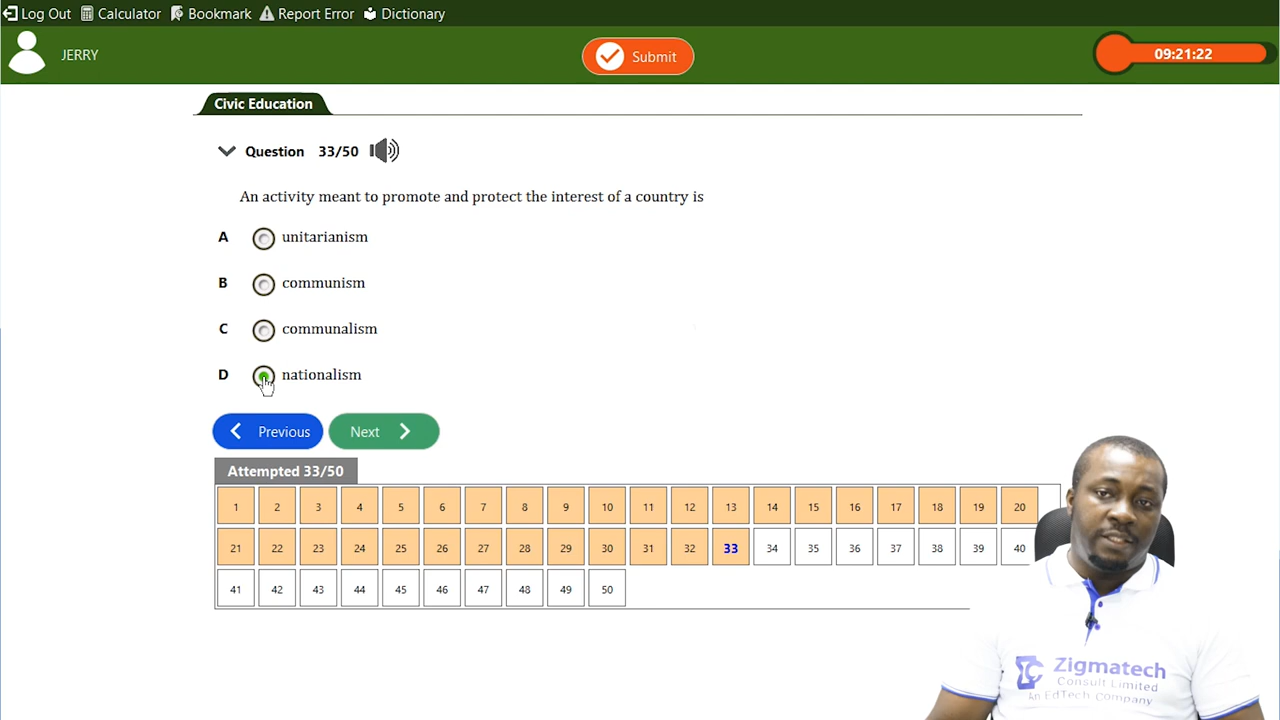 Log Out Calculator Bookmark Report Error Dictionary
JERRY
Submit
09:21:22
Civic Education
Question 33/50
An activity meant to promote and protect the interest of a country is
A unitarianism
B communism
C communalism
D nationalism
Previous Next
Attempted 33/50
1 2 3 4 5 6 7 8 9 10 11 12 13 14 15 16 17 18 19 20
21 22 23 24 25 26 27 28 29 30 31 32 33 34 35 36 37 38 39 40
41 42 43 44 45 46 47 48 49 50
Zigmatech
Consult Limited
An EdTech Company